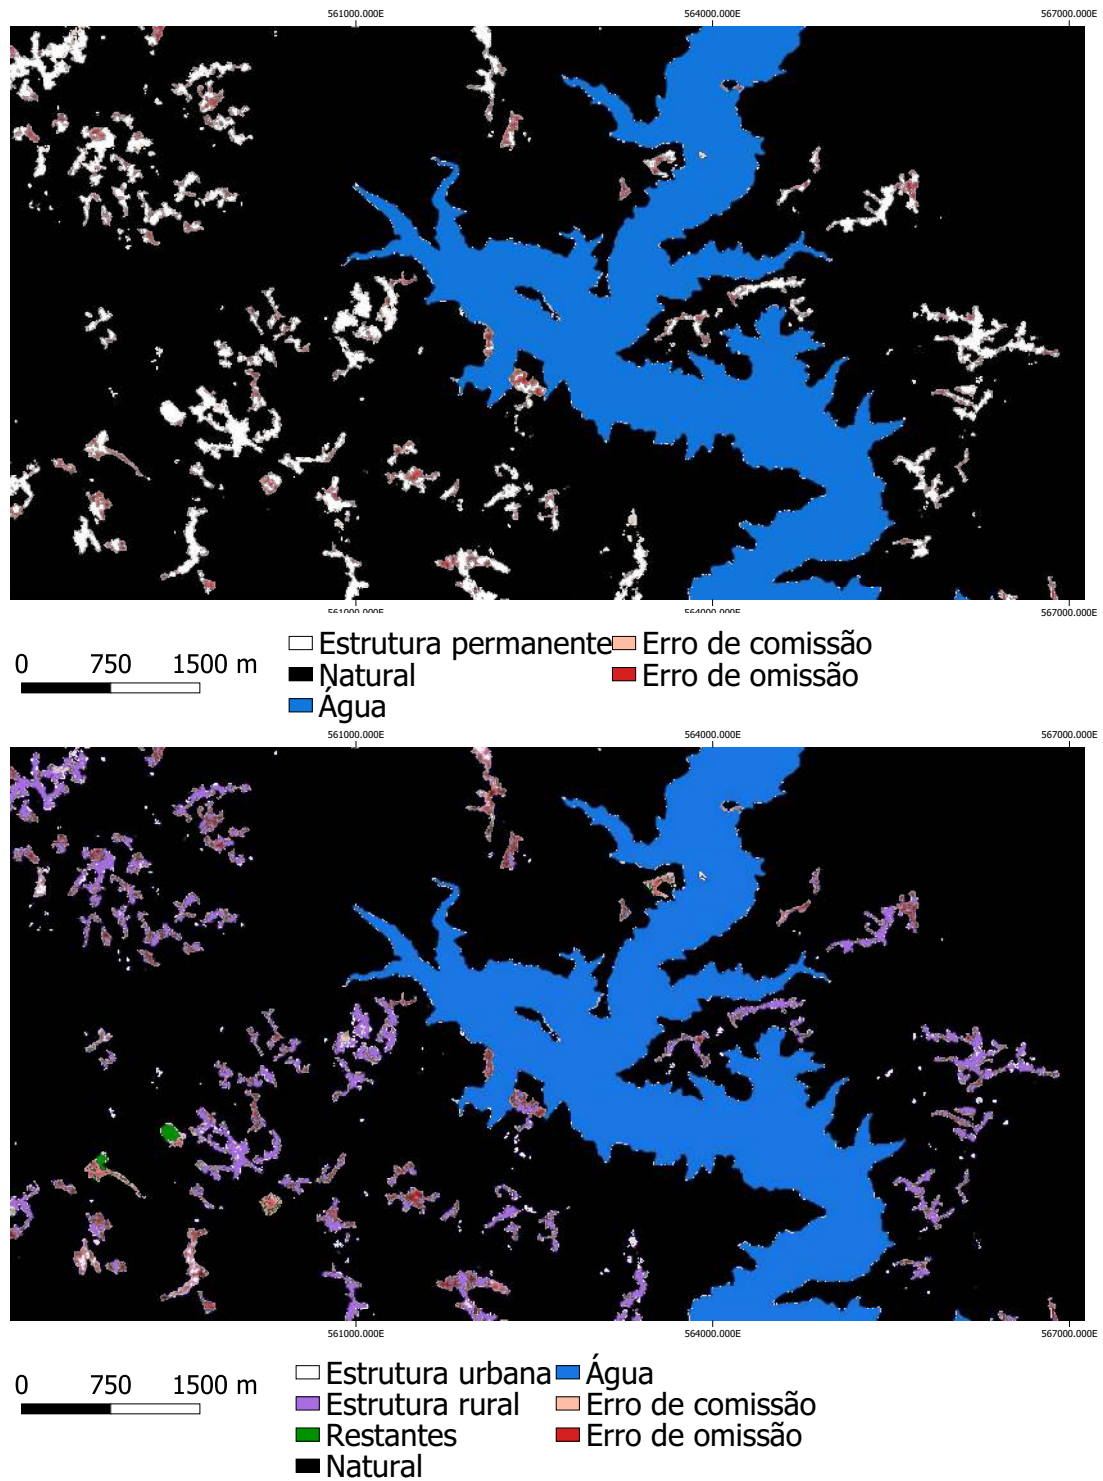 561000.000E 564000.000E 567000.000E
561000.000E 564000.000E 567000.000E
0 750 1500 m
Estrutura permanente Erro de comissão
Natural Erro de omissão
Água
561000.000E 564000.000E 567000.000E
561000.000E 564000.000E 567000.000E
0 750 1500 m
Estrutura urbana Água
Estrutura rural Erro de comissão
Restantes Erro de omissão
Natural